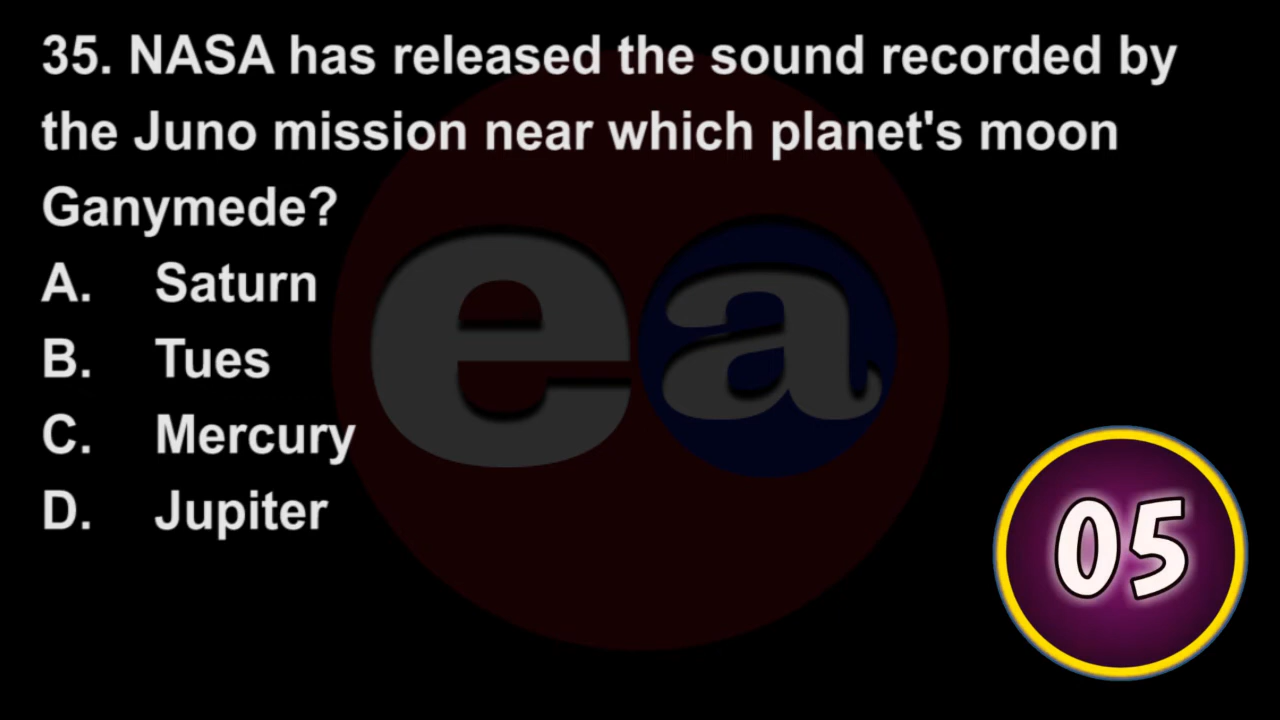 35. NASA has released the sound recorded by
the Juno mission near which planet's moon
Ganymede?
A. Saturn
B. Tues
C. Mercury
D. Jupiter
ea
05